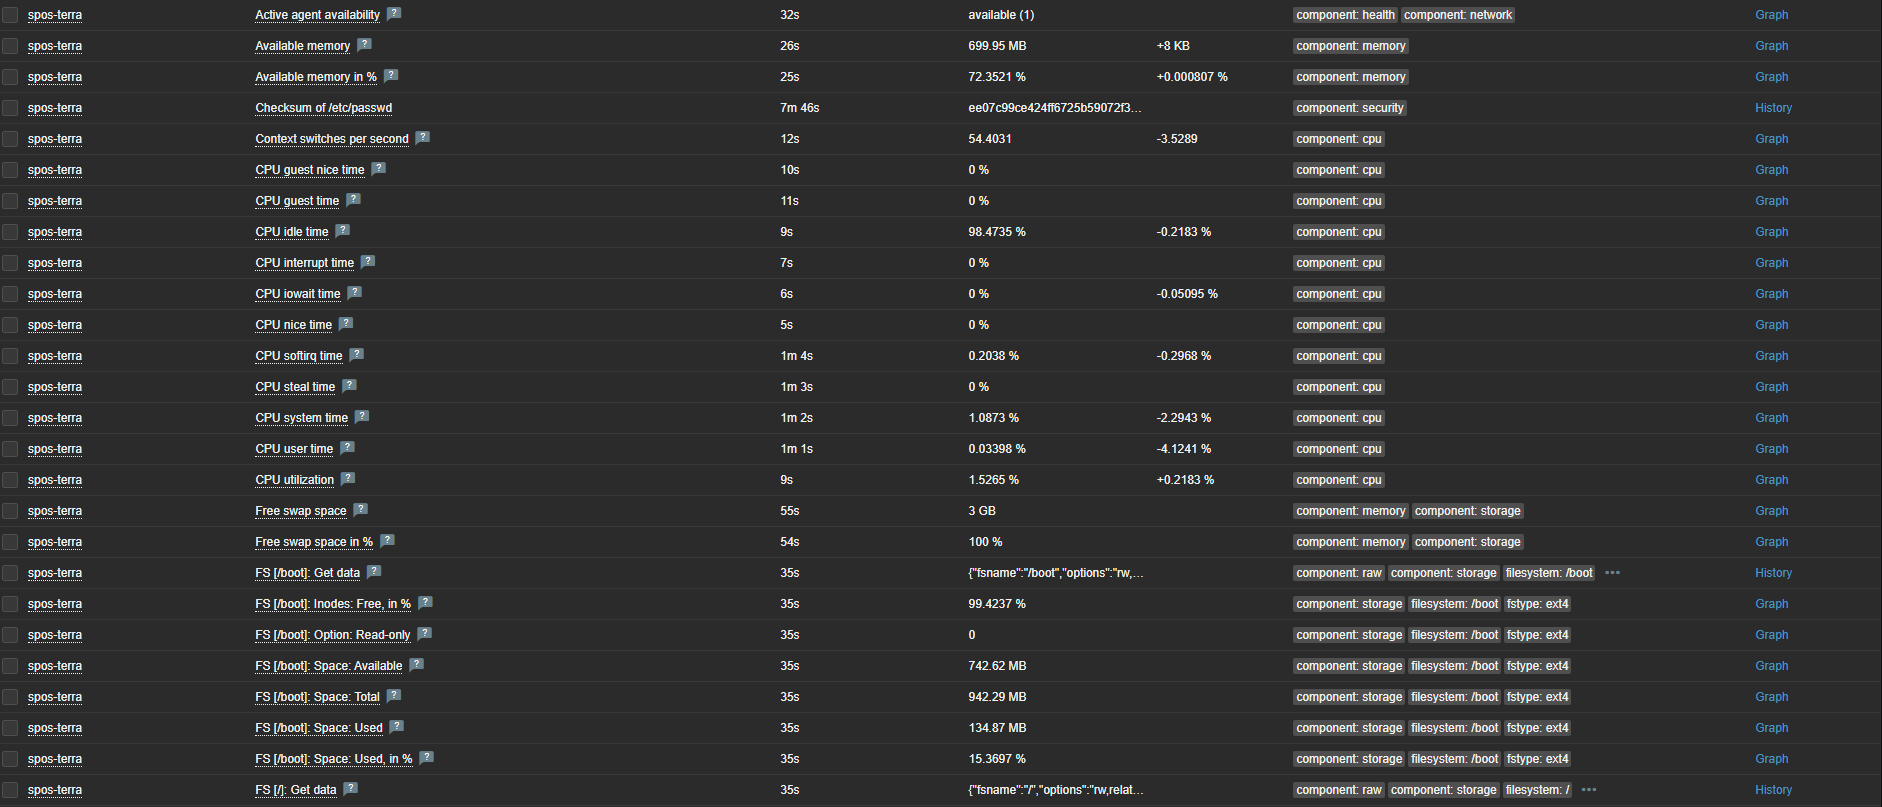 spos-terra Active agent availability ? 32s available (1) component: health component: network Graph
spos-terra Available memory ? 26s 699.95 MB +8 KB component: memory Graph
spos-terra Available memory in % ? 25s 72.3521 % +0.000807 % component: memory Graph
spos-terra Checksum of /etc/passwd 7m 46s ee07c99ce424ff6725b59072f3... component: security History
spos-terra Context switches per second ? 12s 54.4031 -3.5289 component: cpu Graph
spos-terra CPU guest nice time ? 10s 0 % component: cpu Graph
spos-terra CPU guest time ? 11s 0 % component: cpu Graph
spos-terra CPU idle time ? 9s 98.4735 % -0.2183 % component: cpu Graph
spos-terra CPU interrupt time ? 7s 0 % component: cpu Graph
spos-terra CPU iowait time ? 6s 0 % -0.05095 % component: cpu Graph
spos-terra CPU nice time ? 5s 0 % component: cpu Graph
spos-terra CPU softirq time ? 1m 4s 0.2038 % -0.2968 % component: cpu Graph
spos-terra CPU steal time ? 1m 3s 0 % component: cpu Graph
spos-terra CPU system time ? 1m 2s 1.0873 % -2.2943 % component: cpu Graph
spos-terra CPU user time ? 1m 1s 0.03398 % -4.1241 % component: cpu Graph
spos-terra CPU utilization ? 9s 1.5265 % +0.2183 % component: cpu Graph
spos-terra Free swap space ? 55s 3 GB component: memory component: storage Graph
spos-terra Free swap space in % ? 54s 100 % component: memory component: storage Graph
spos-terra FS [/boot]: Get data ? 35s {"fsname":"/boot","options":"rw,... component: raw component: storage filesystem: /boot ••• History
spos-terra FS [/boot]: Inodes: Free, in % ? 35s 99.4237 % component: storage filesystem: /boot fstype: ext4 Graph
spos-terra FS [/boot]: Option: Read-only ? 35s 0 component: storage filesystem: /boot fstype: ext4 Graph
spos-terra FS [/boot]: Space: Available ? 35s 742.62 MB component: storage filesystem: /boot fstype: ext4 Graph
spos-terra FS [/boot]: Space: Total ? 35s 942.29 MB component: storage filesystem: /boot fstype: ext4 Graph
spos-terra FS [/boot]: Space: Used ? 35s 134.87 MB component: storage filesystem: /boot fstype: ext4 Graph
spos-terra FS [/boot]: Space: Used, in % ? 35s 15.3697 % component: storage filesystem: /boot fstype: ext4 Graph
spos-terra FS [/]: Get data ? 35s {"fsname":"/","options":"rw,relat... component: raw component: storage filesystem: / ••• History